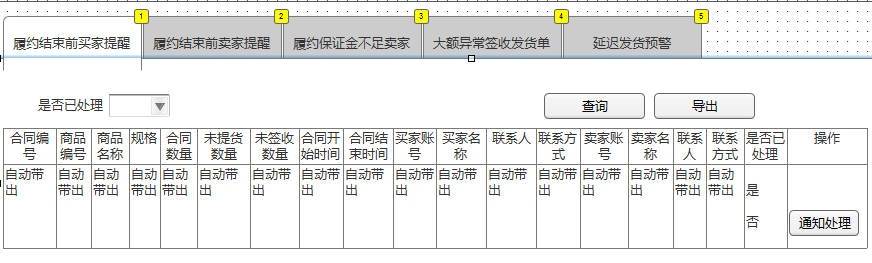 1 2 3 4 5
履约结束前买家提醒 履约结束前卖家提醒 履约保证金不足卖家 大额异常签收发货单 延迟发货预警
是否已处理 查询 导出
合同编号 商品编号 商品名称 规格 合同数量 未提货数量 未签收数量 合同开始时间 合同结束时间 买家账号 买家名称 联系人 联系方式 卖家账号 卖家名称 联系人 联系方式 是否已处理 操作
自动带出 自动带出 自动带出 自动带出 自动带出 自动带出 自动带出 自动带出 自动带出 自动带出 自动带出 自动带出 自动带出 自动带出 自动带出 自动带出 自动带出 是
否 通知处理